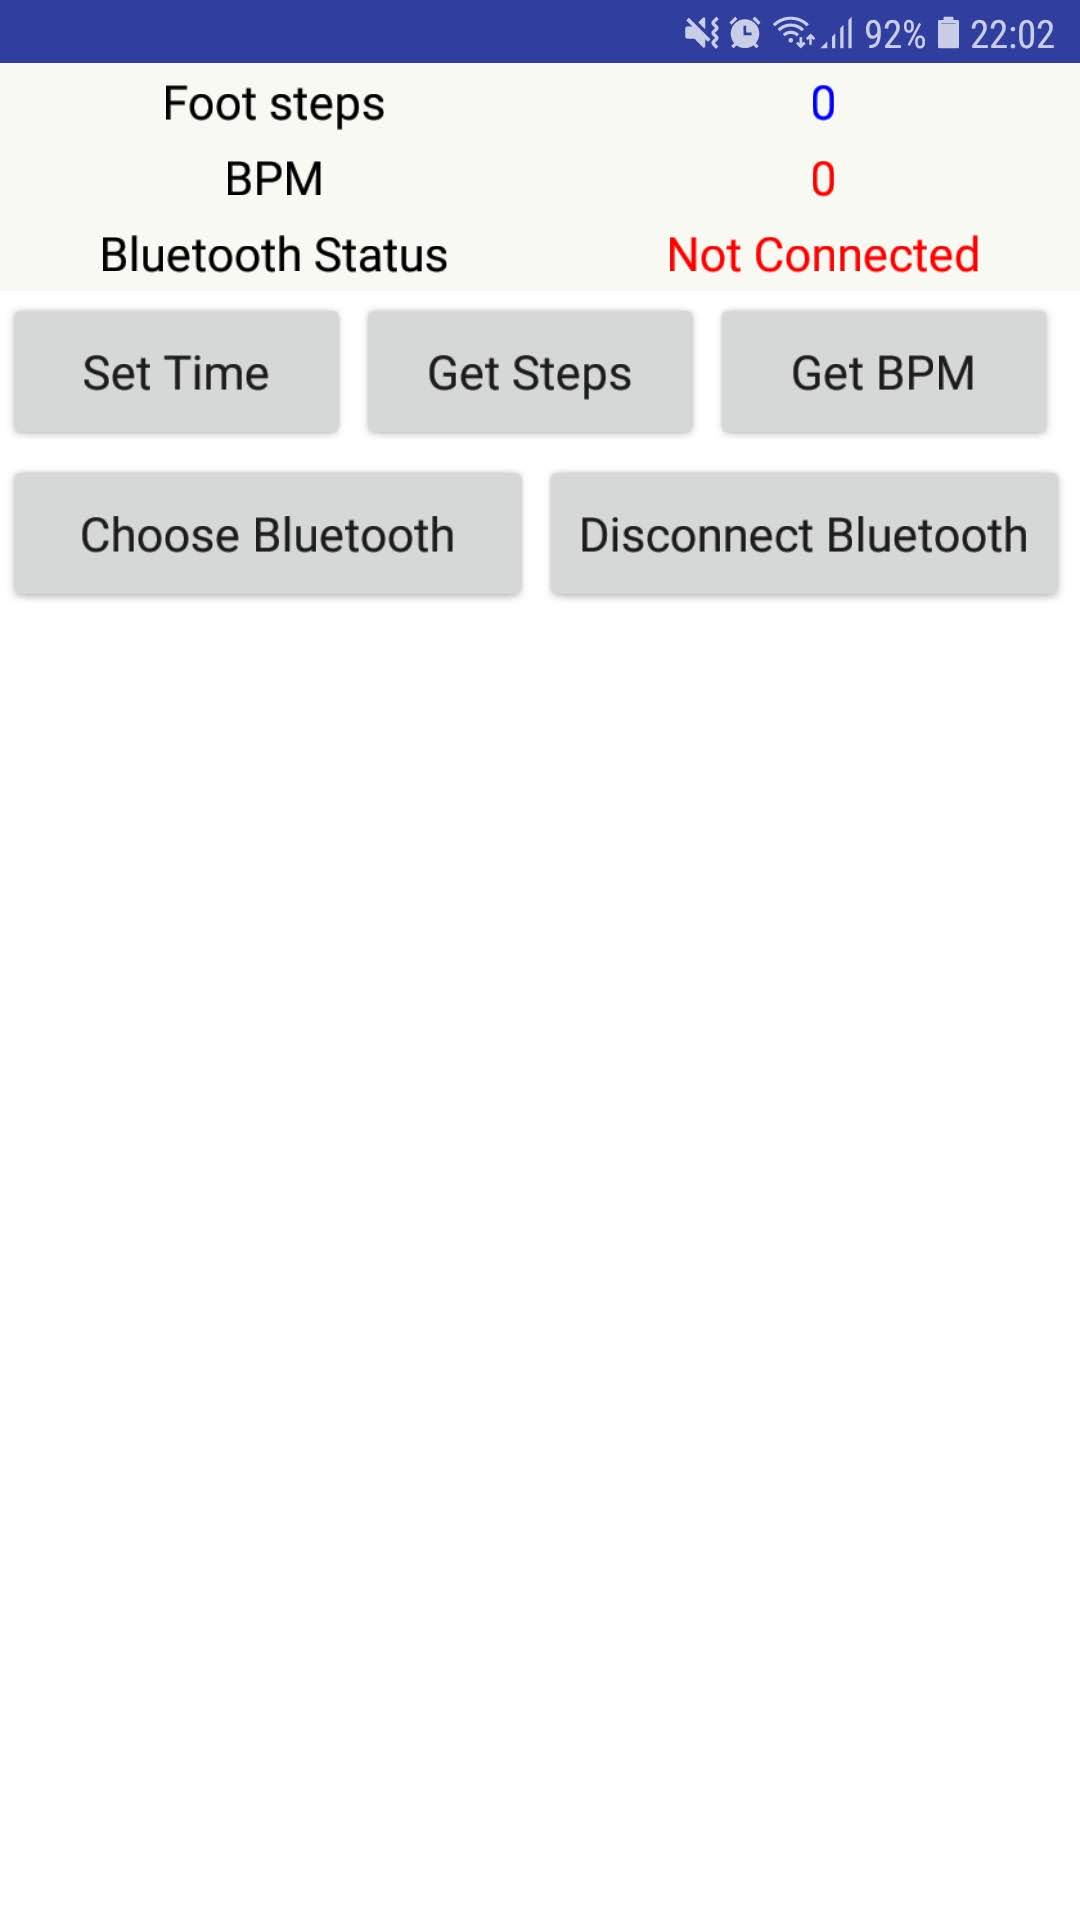 92% 22:02
Foot steps 0
BPM 0
Bluetooth Status Not Connected
Set Time Get Steps Get BPM
Choose Bluetooth Disconnect Bluetooth